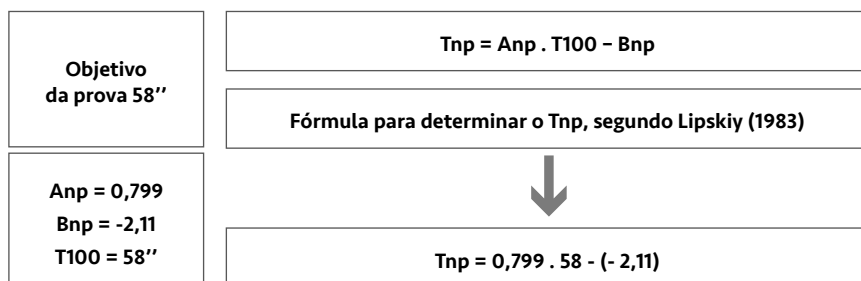 Objetivo
da prova 58’’
Tnp = Anp . T100 – Bnp
Fórmula para determinar o Tnp, segundo Lipskiy (1983)
Anp = 0,799
Bnp = -2,11
T100 = 58’’
Tnp = 0,799 . 58 - (- 2,11)